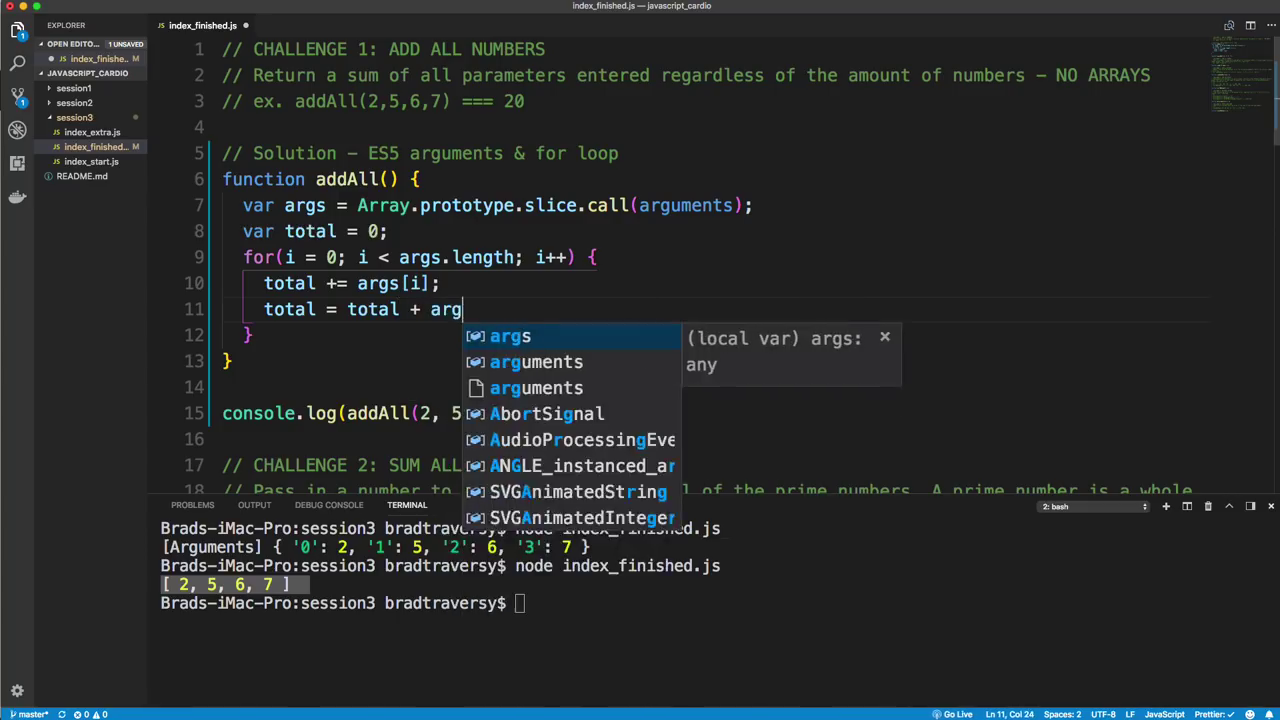 index_finished.js — javascript_cardio
EXPLORER
index_finished.js
OPEN EDITO... 1 UNSAVED
index_finishe... M
JAVASCRIPT_CARDIO
session1
session2
session3
index_extra.js
index_finished... M
index_start.js
README.md
1 // CHALLENGE 1: ADD ALL NUMBERS
2 // Return a sum of all parameters entered regardless of the amount of numbers - NO ARRAYS
3 // ex. addAll(2,5,6,7) === 20
4
5 // Solution - ES5 arguments & for loop
6 function addAll() {
7 var args = Array.prototype.slice.call(arguments);
8 var total = 0;
9 for(i = 0; i < args.length; i++) {
10 total += args[i];
11 total = total + arg
12 }
13 }
14
15 console.log(addAll(2, 5
16
17 // CHALLENGE 2: SUM ALL
18 // Pass in a number to l of the prime numbers. A prime number is a whole
args
arguments
arguments
AbortSignal
AudioProcessingEve
ANGLE_instanced_ar
SVGAnimatedString
SVGAnimatedInteger
(local var) args:
any
PROBLEMS OUTPUT DEBUG CONSOLE TERMINAL 2: bash
Brads-iMac-Pro:session3 bradtraversy$ node index_finished.js
[Arguments] { '0': 2, '1': 5, '2': 6, '3': 7 }
Brads-iMac-Pro:session3 bradtraversy$ node index_finished.js
[ 2, 5, 6, 7 ]
Brads-iMac-Pro:session3 bradtraversy$
master* 0 0 Go Live Ln 11, Col 24 Spaces: 2 UTF-8 LF JavaScript Prettier: ✓